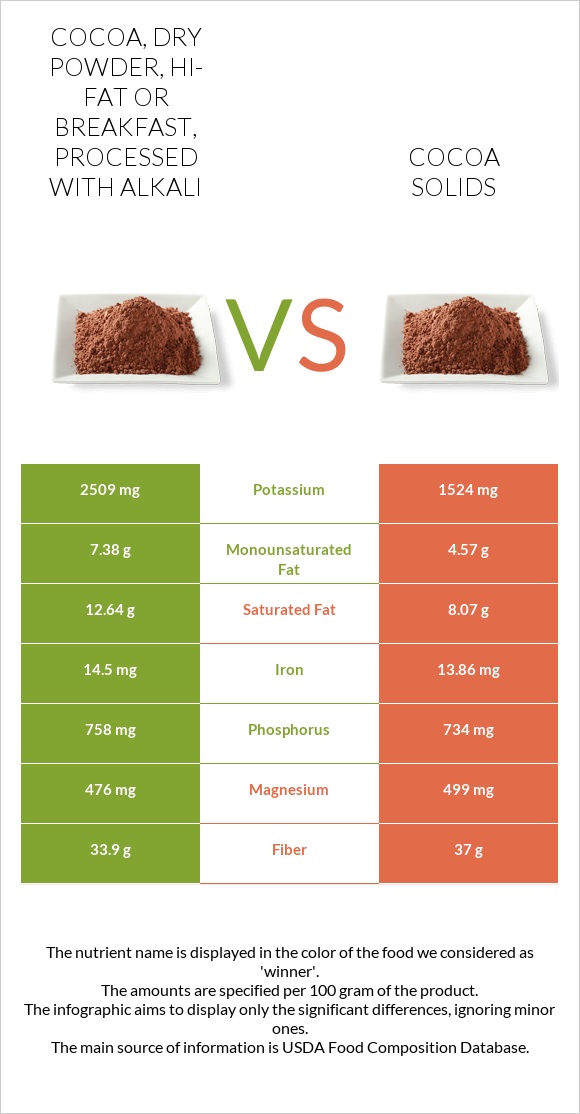 COCOA, DRY
POWDER, HI-
FAT OR
BREAKFAST,
PROCESSED
WITH ALKALI
COCOA
SOLIDS
VS
2509 mg Potassium 1524 mg
7.38 g Monounsaturated Fat 4.57 g
12.64 g Saturated Fat 8.07 g
14.5 mg Iron 13.86 mg
758 mg Phosphorus 734 mg
476 mg Magnesium 499 mg
33.9 g Fiber 37 g
The nutrient name is displayed in the color of the food we considered as
'winner'.
The amounts are specified per 100 gram of the product.
The infographic aims to display only the significant differences, ignoring minor
ones.
The main source of information is USDA Food Composition Database.